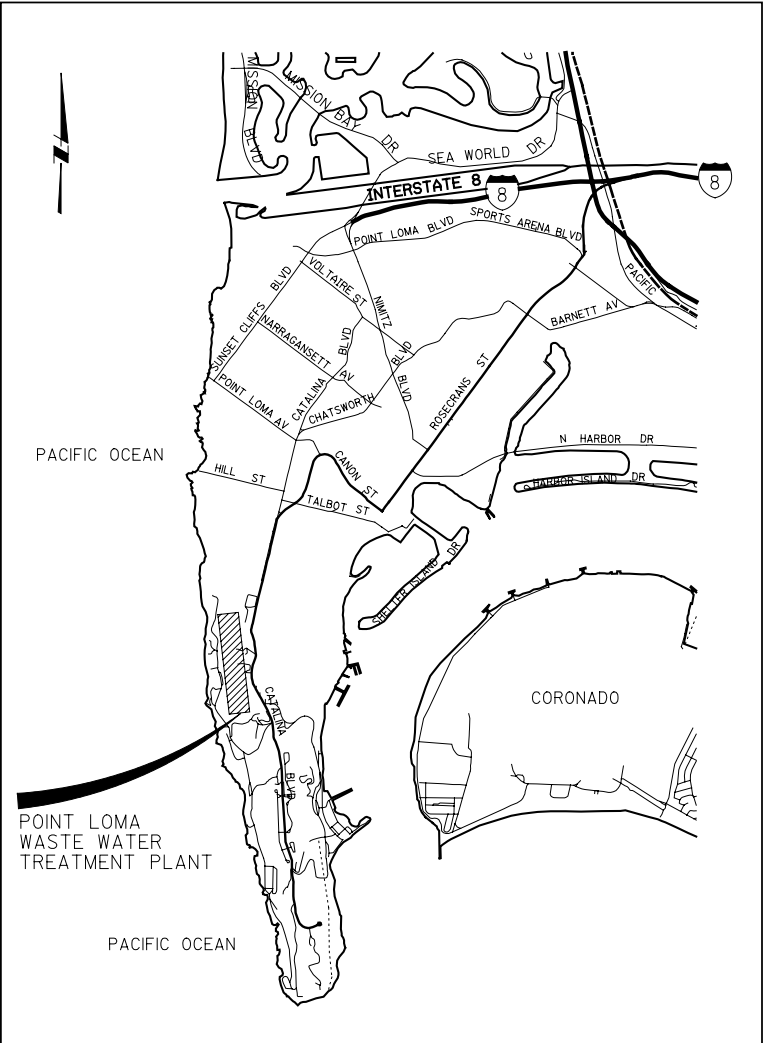 MISSION BLVD
MISSION BAY DR
SEA WORLD DR
INTERSTATE 8
8
8
POINT LOMA BLVD
SPORTS ARENA BLVD
PACIFIC
VOLTAIRE ST
SUNSET CLIFFS BLVD
NIMITZ BLVD
BARNETT AV
NARRAGANSETT AV
CATALINA BLVD
CHATSWORTH BLVD
ROSECRANS ST
POINT LOMA AV
N HARBOR DR
PACIFIC OCEAN
CANON ST
HILL ST
HARBOR ISLAND DR
TALBOT ST
SHELTER ISLAND DR
CATALINA BLVD
CORONADO
POINT LOMA
WASTE WATER
TREATMENT PLANT
PACIFIC OCEAN
N